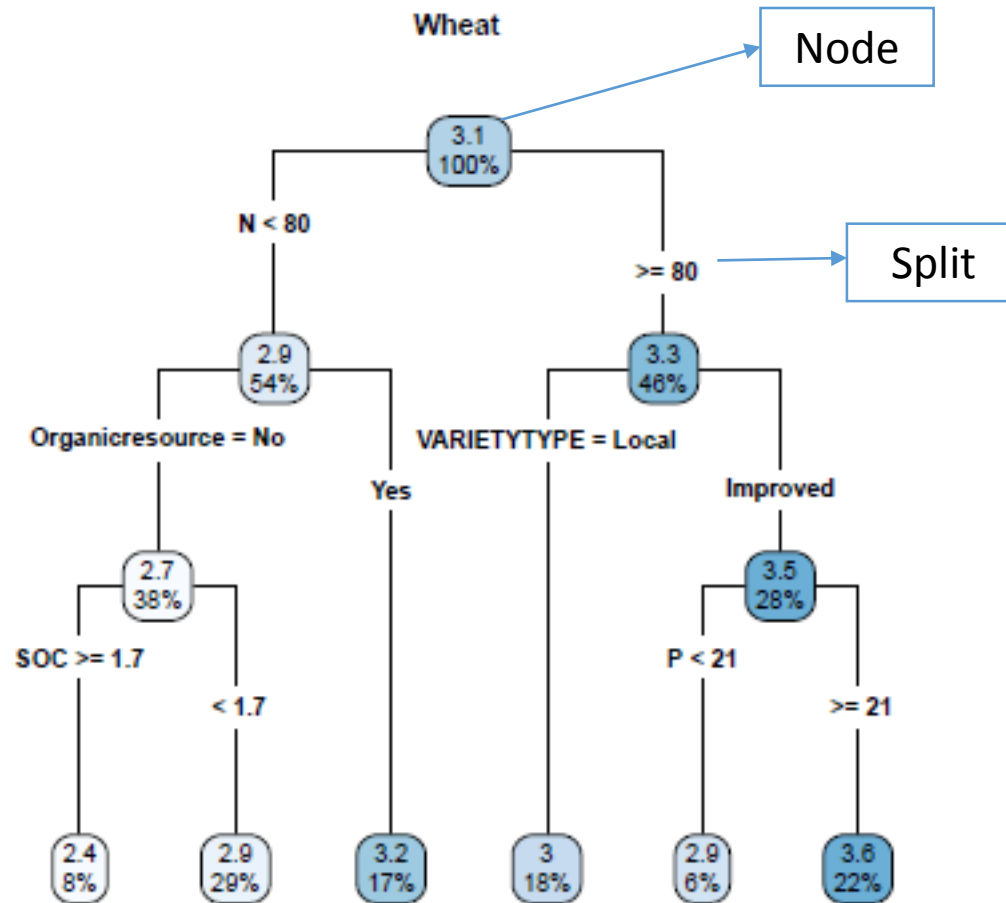 Wheat
Node
3.1
100%
N < 80
>= 80
Split
2.9
54%
3.3
46%
Organicresource = No
VARIETYTYPE = Local
Yes
Improved
2.7
38%
3.5
28%
SOC >= 1.7
P < 21
< 1.7
>= 21
2.4
8%
2.9
29%
3.2
17%
3
18%
2.9
6%
3.6
22%